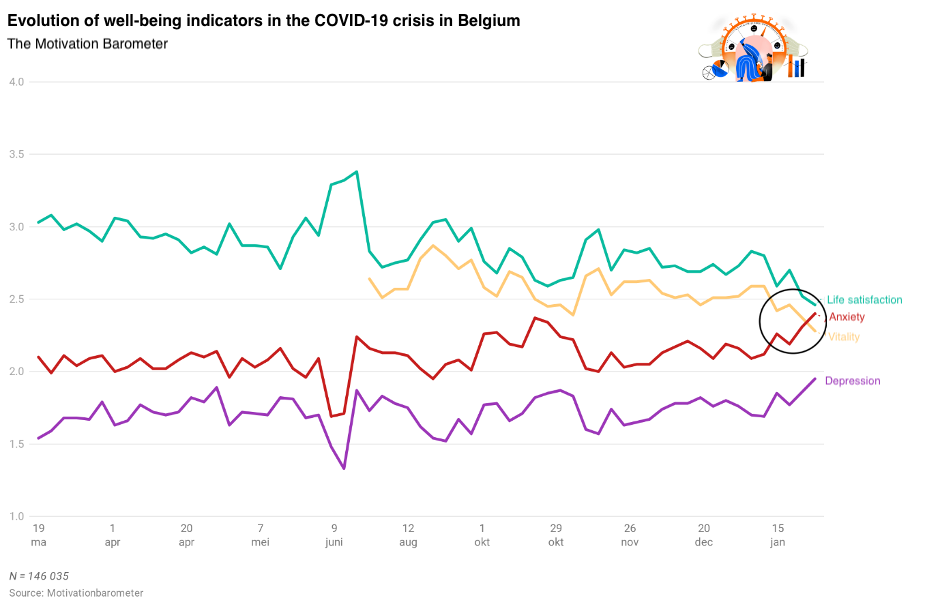 Evolution of well-being indicators in the COVID-19 crisis in Belgium
The Motivation Barometer
4.0
3.5
3.0
2.5
2.0
1.5
1.0
Life satisfaction
Anxiety
Vitality
Depression
19 1 20 7 9 12 1 29 26 20 15
ma apr apr mei juni aug okt okt nov dec jan
N = 146 035
Source: Motivationbarometer